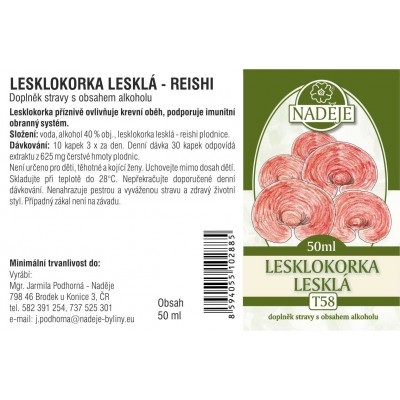 LESKLOKORKA LESKLÁ - REISHI
Doplněk stravy s obsahem alkoholu
Lesklokorka příznivě ovlivňuje krevní oběh, podporuje imunitní
obranný systém.
Složení: voda, alkohol 40% obj., lesklokorka lesklá - reishi plodnice.
Dávkování: 10 kapek 3 x za den. Denní dávka 30 kapek odpovídá
extraktu z 625 mg čerstvé hmoty plodnic.
Není určeno pro děti, těhotné a kojící ženy. Uchovejte mimo dosah dětí.
Skladujte při teplotě do 28°C. Nepřekračujte doporučené denní
dávkování. Nenahrazuje pestrou a vyváženou stravu a zdravý životní
styl. Případný zákal není na závadu.
Minimální trvanlivost do:
Vyrábí:
Mgr. Jarmila Podhorná - Naděje
798 46 Brodek u Konice 3, ČR
tel. 582 391 254, 737 525 301
e-mail: j.podhorna@nadeje-byliny.eu
Obsah
50 ml
8 594055 102885
NADĚJE
50ml
LESKLOKORKA
LESKLÁ
T58
doplněk stravy s obsahem alkoholu